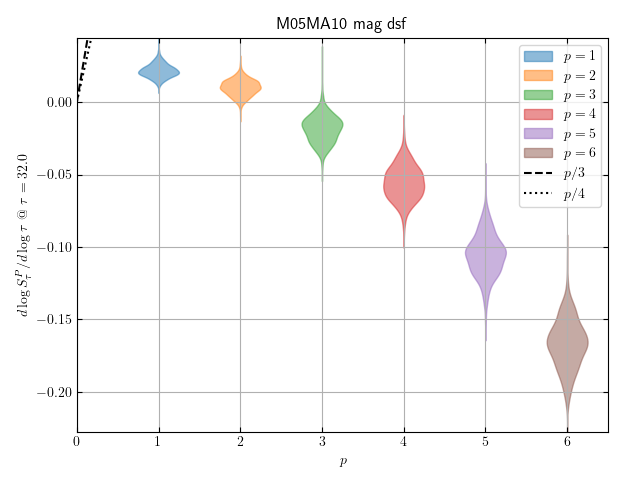 M05MA10 mag dsf
d log S_τ^P / d log τ @ τ = 32.0
0.00
−0.05
−0.10
−0.15
−0.20
0 1 2 3 4 5 6
p
p = 1
p = 2
p = 3
p = 4
p = 5
p = 6
p/3
p/4